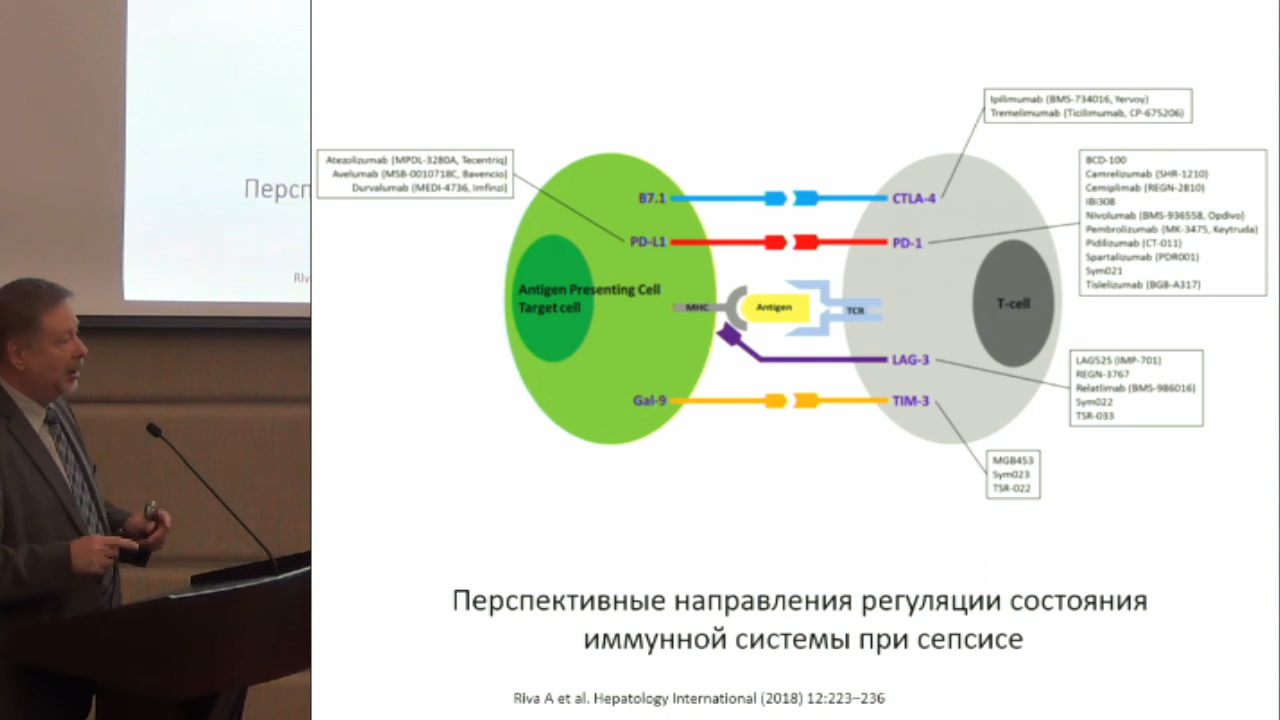 Перс
Riv
Ipilimumab (BMS-734016, Yervoy)
Tremelimumab (Ticilimumab, CP-675206)
Atezolizumab (MPDL-3280A, Tecentriq)
Avelumab (MSB-0010718C, Bavencio)
Durvalumab (MEDI-4736, Imfinzi)
BCD-100
Camrelizumab (SHR-1210)
Cemiplimab (REGN-2810)
IBI308
Nivolumab (BMS-936558, Opdivo)
Pembrolizumab (MK-3475, Keytruda)
Pidilizumab (CT-011)
Spartalizumab (PDR001)
Sym021
Tislelizumab (BGB-A317)
B7.1
CTLA-4
PD-L1
PD-1
Antigen Presenting Cell
Target cell
MHC
Antigen
TCR
T-cell
LAG-3
LAG525 (IMP-701)
REGN-3767
Relatlimab (BMS-986016)
Sym022
TSR-033
Gal-9
TIM-3
MGB453
Sym023
TSR-022
Перспективные направления регуляции состояния
иммунной системы при сепсисе
Riva A et al. Hepatology International (2018) 12:223–236